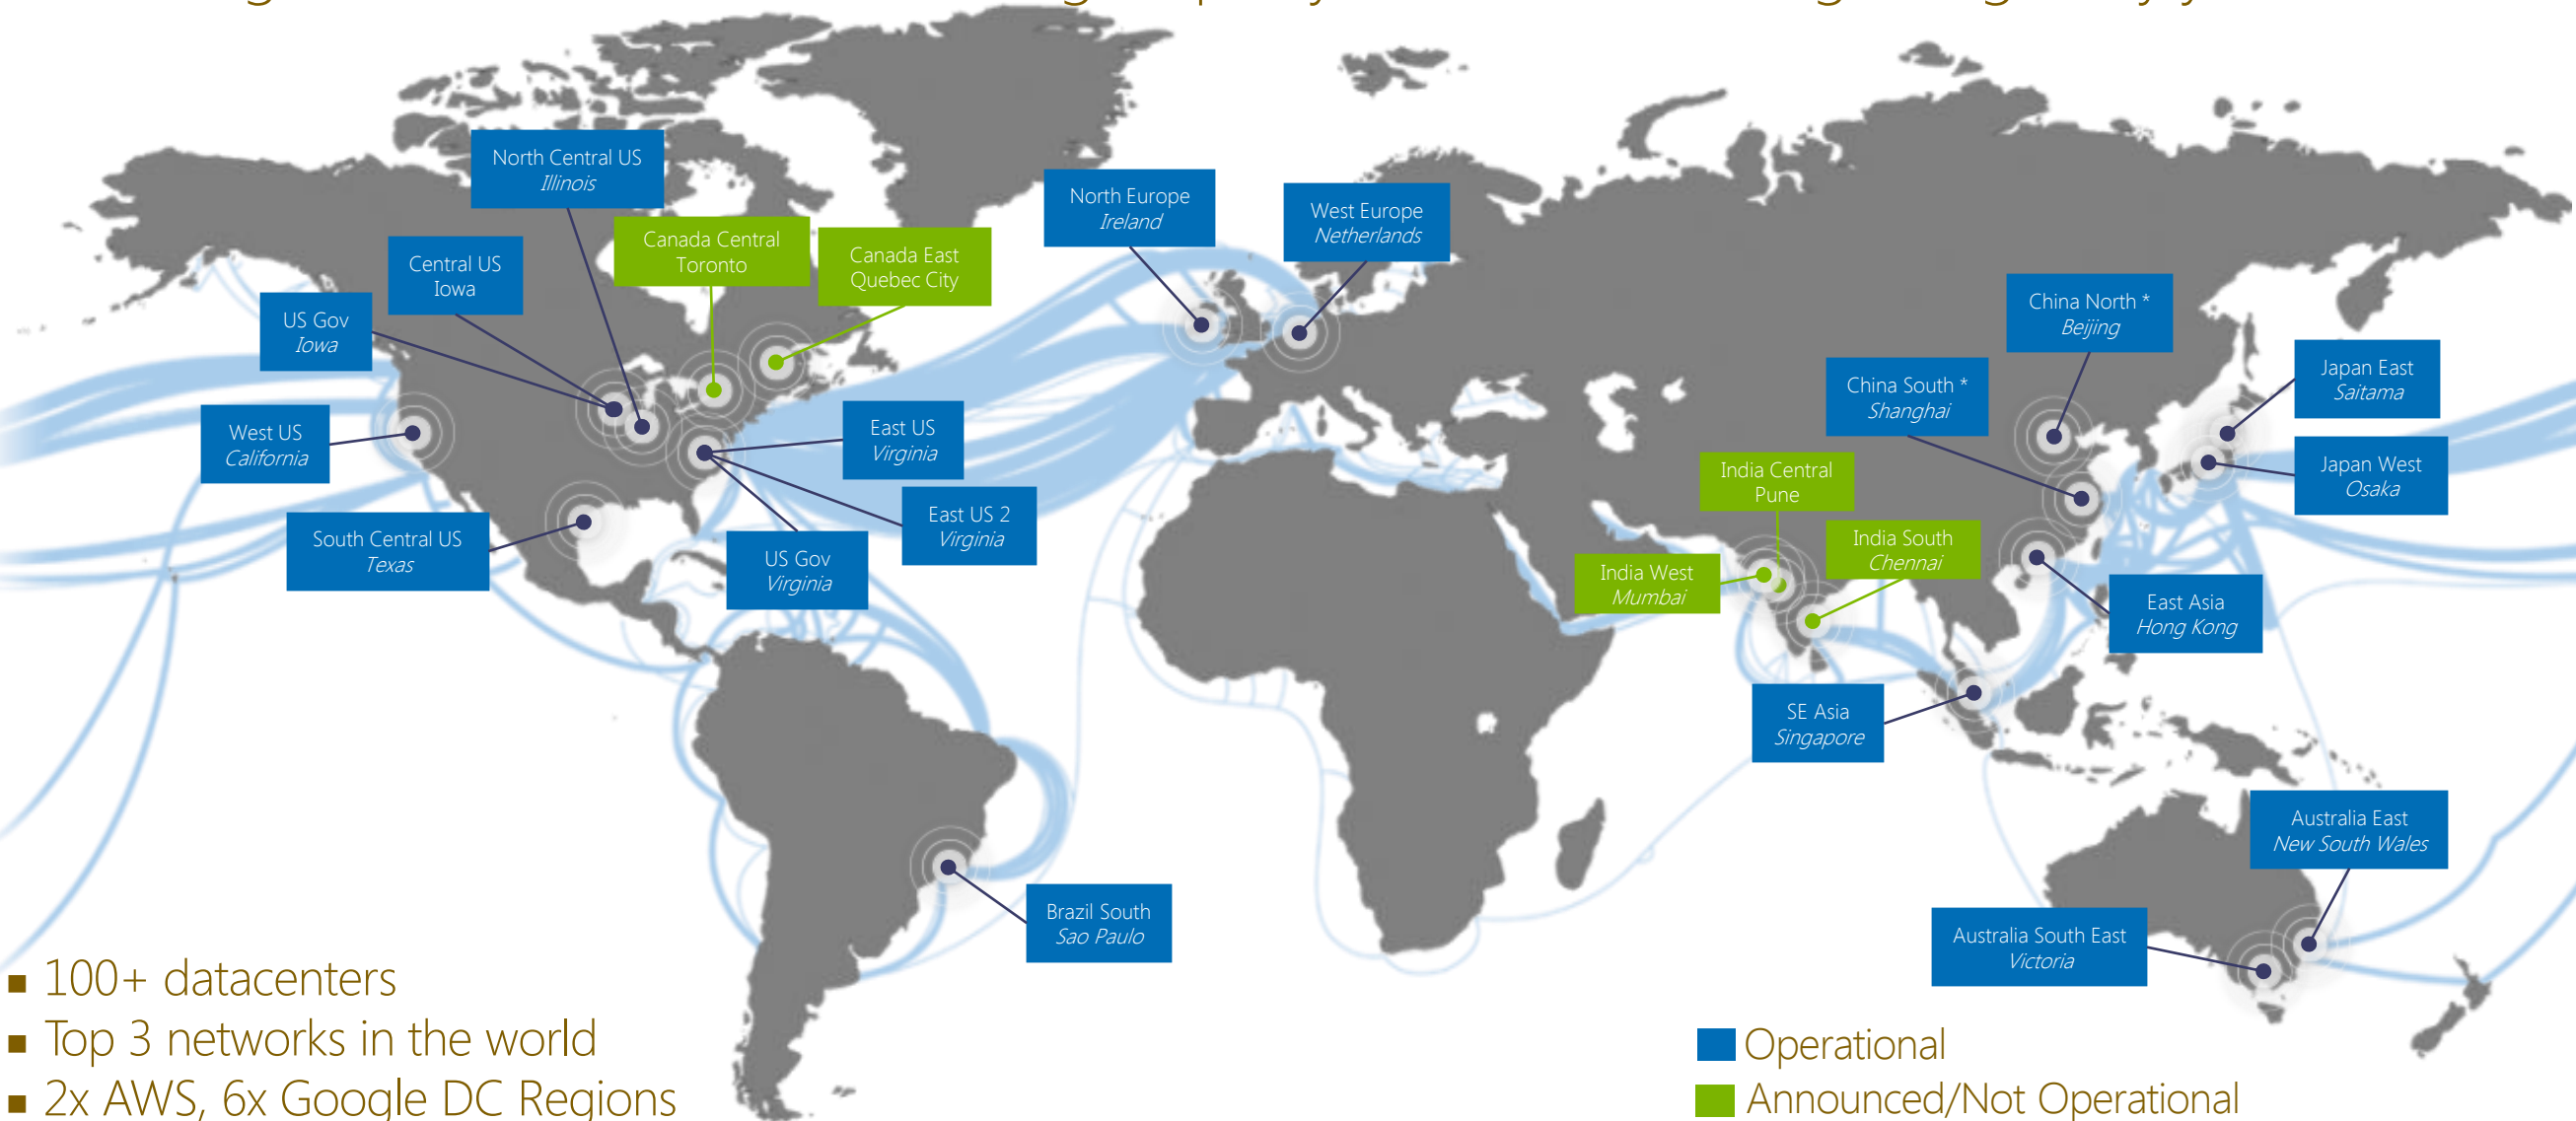 North Central US
Illinois
Canada Central
Toronto
Canada East
Quebec City
Central US
Iowa
US Gov
Iowa
West US
California
South Central US
Texas
East US
Virginia
East US 2
Virginia
US Gov
Virginia
Brazil South
Sao Paulo
North Europe
Ireland
West Europe
Netherlands
China North *
Beijing
China South *
Shanghai
Japan East
Saitama
Japan West
Osaka
India Central
Pune
India South
Chennai
India West
Mumbai
East Asia
Hong Kong
SE Asia
Singapore
Australia East
New South Wales
Australia South East
Victoria
▪ 100+ datacenters
▪ Top 3 networks in the world
▪ 2x AWS, 6x Google DC Regions
Operational
Announced/Not Operational